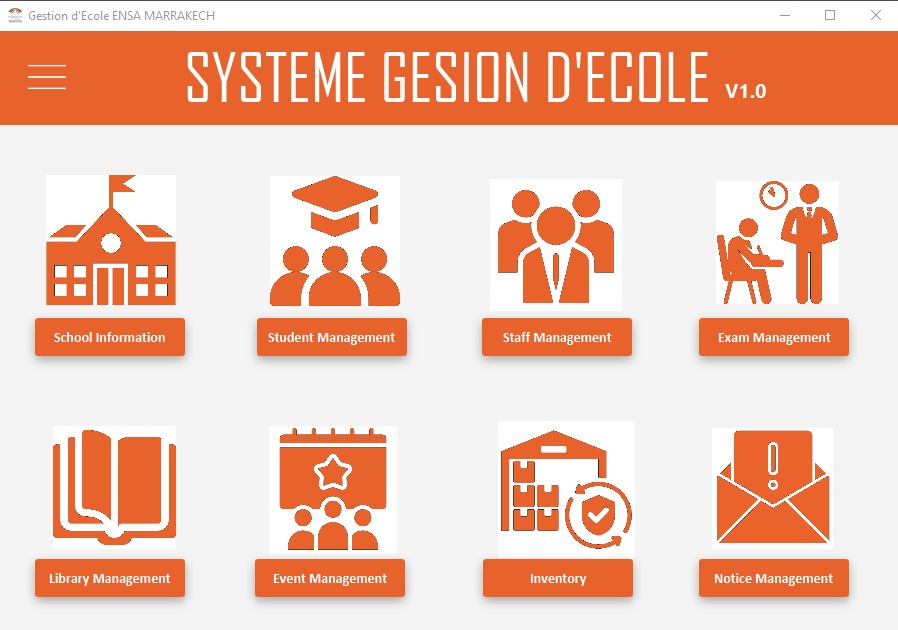 Gestion d'Ecole ENSA MARRAKECH
SYSTEME GESION D'ECOLE V1.0
School Information
Student Management
Staff Management
Exam Management
Library Management
Event Management
Inventory
Notice Management